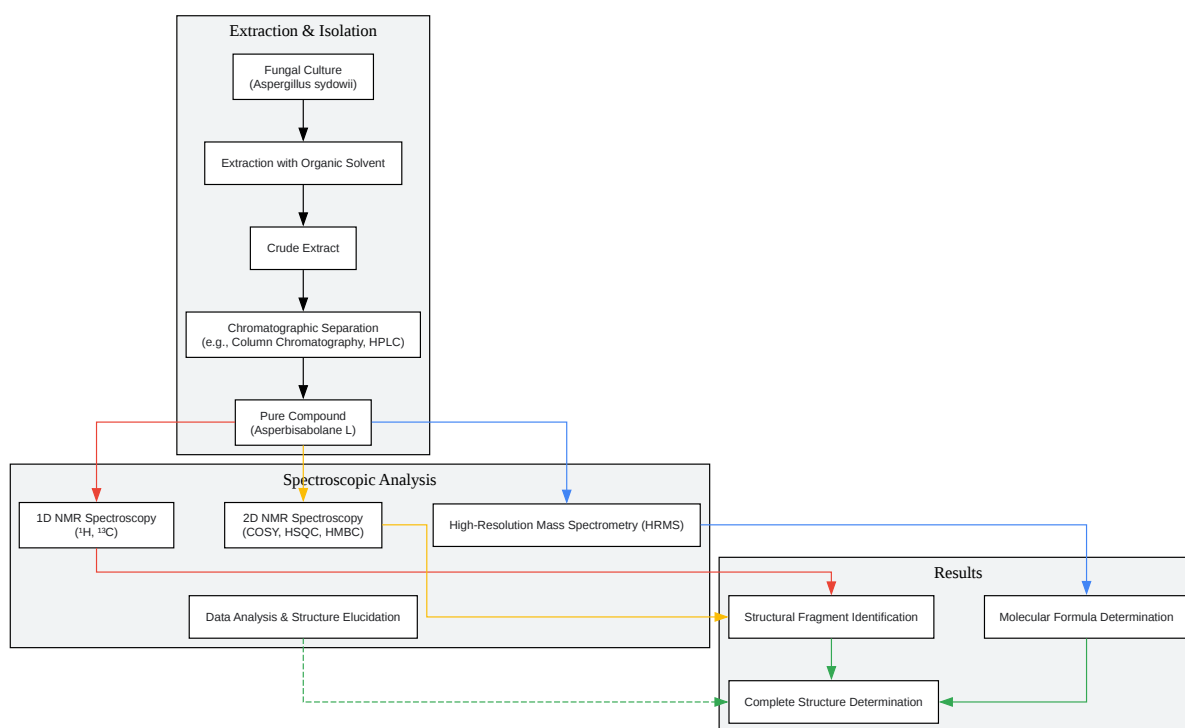 Extraction & Isolation
Fungal Culture
(Aspergillus sydowii)
Extraction with Organic Solvent
Crude Extract
Chromatographic Separation
(e.g., Column Chromatography, HPLC)
Pure Compound
(Asperbisabolane L)
Spectroscopic Analysis
1D NMR Spectroscopy
(¹H, ¹³C)
2D NMR Spectroscopy
(COSY, HSQC, HMBC)
High-Resolution Mass Spectrometry (HRMS)
Data Analysis & Structure Elucidation
Results
Structural Fragment Identification
Molecular Formula Determination
Complete Structure Determination